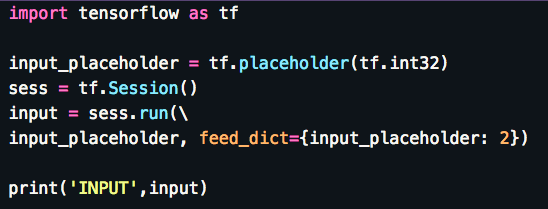 import tensorflow as tf
input_placeholder = tf.placeholder(tf.int32)
sess = tf.Session()
input = sess.run(\
input_placeholder, feed_dict={input_placeholder: 2})
print('INPUT',input)